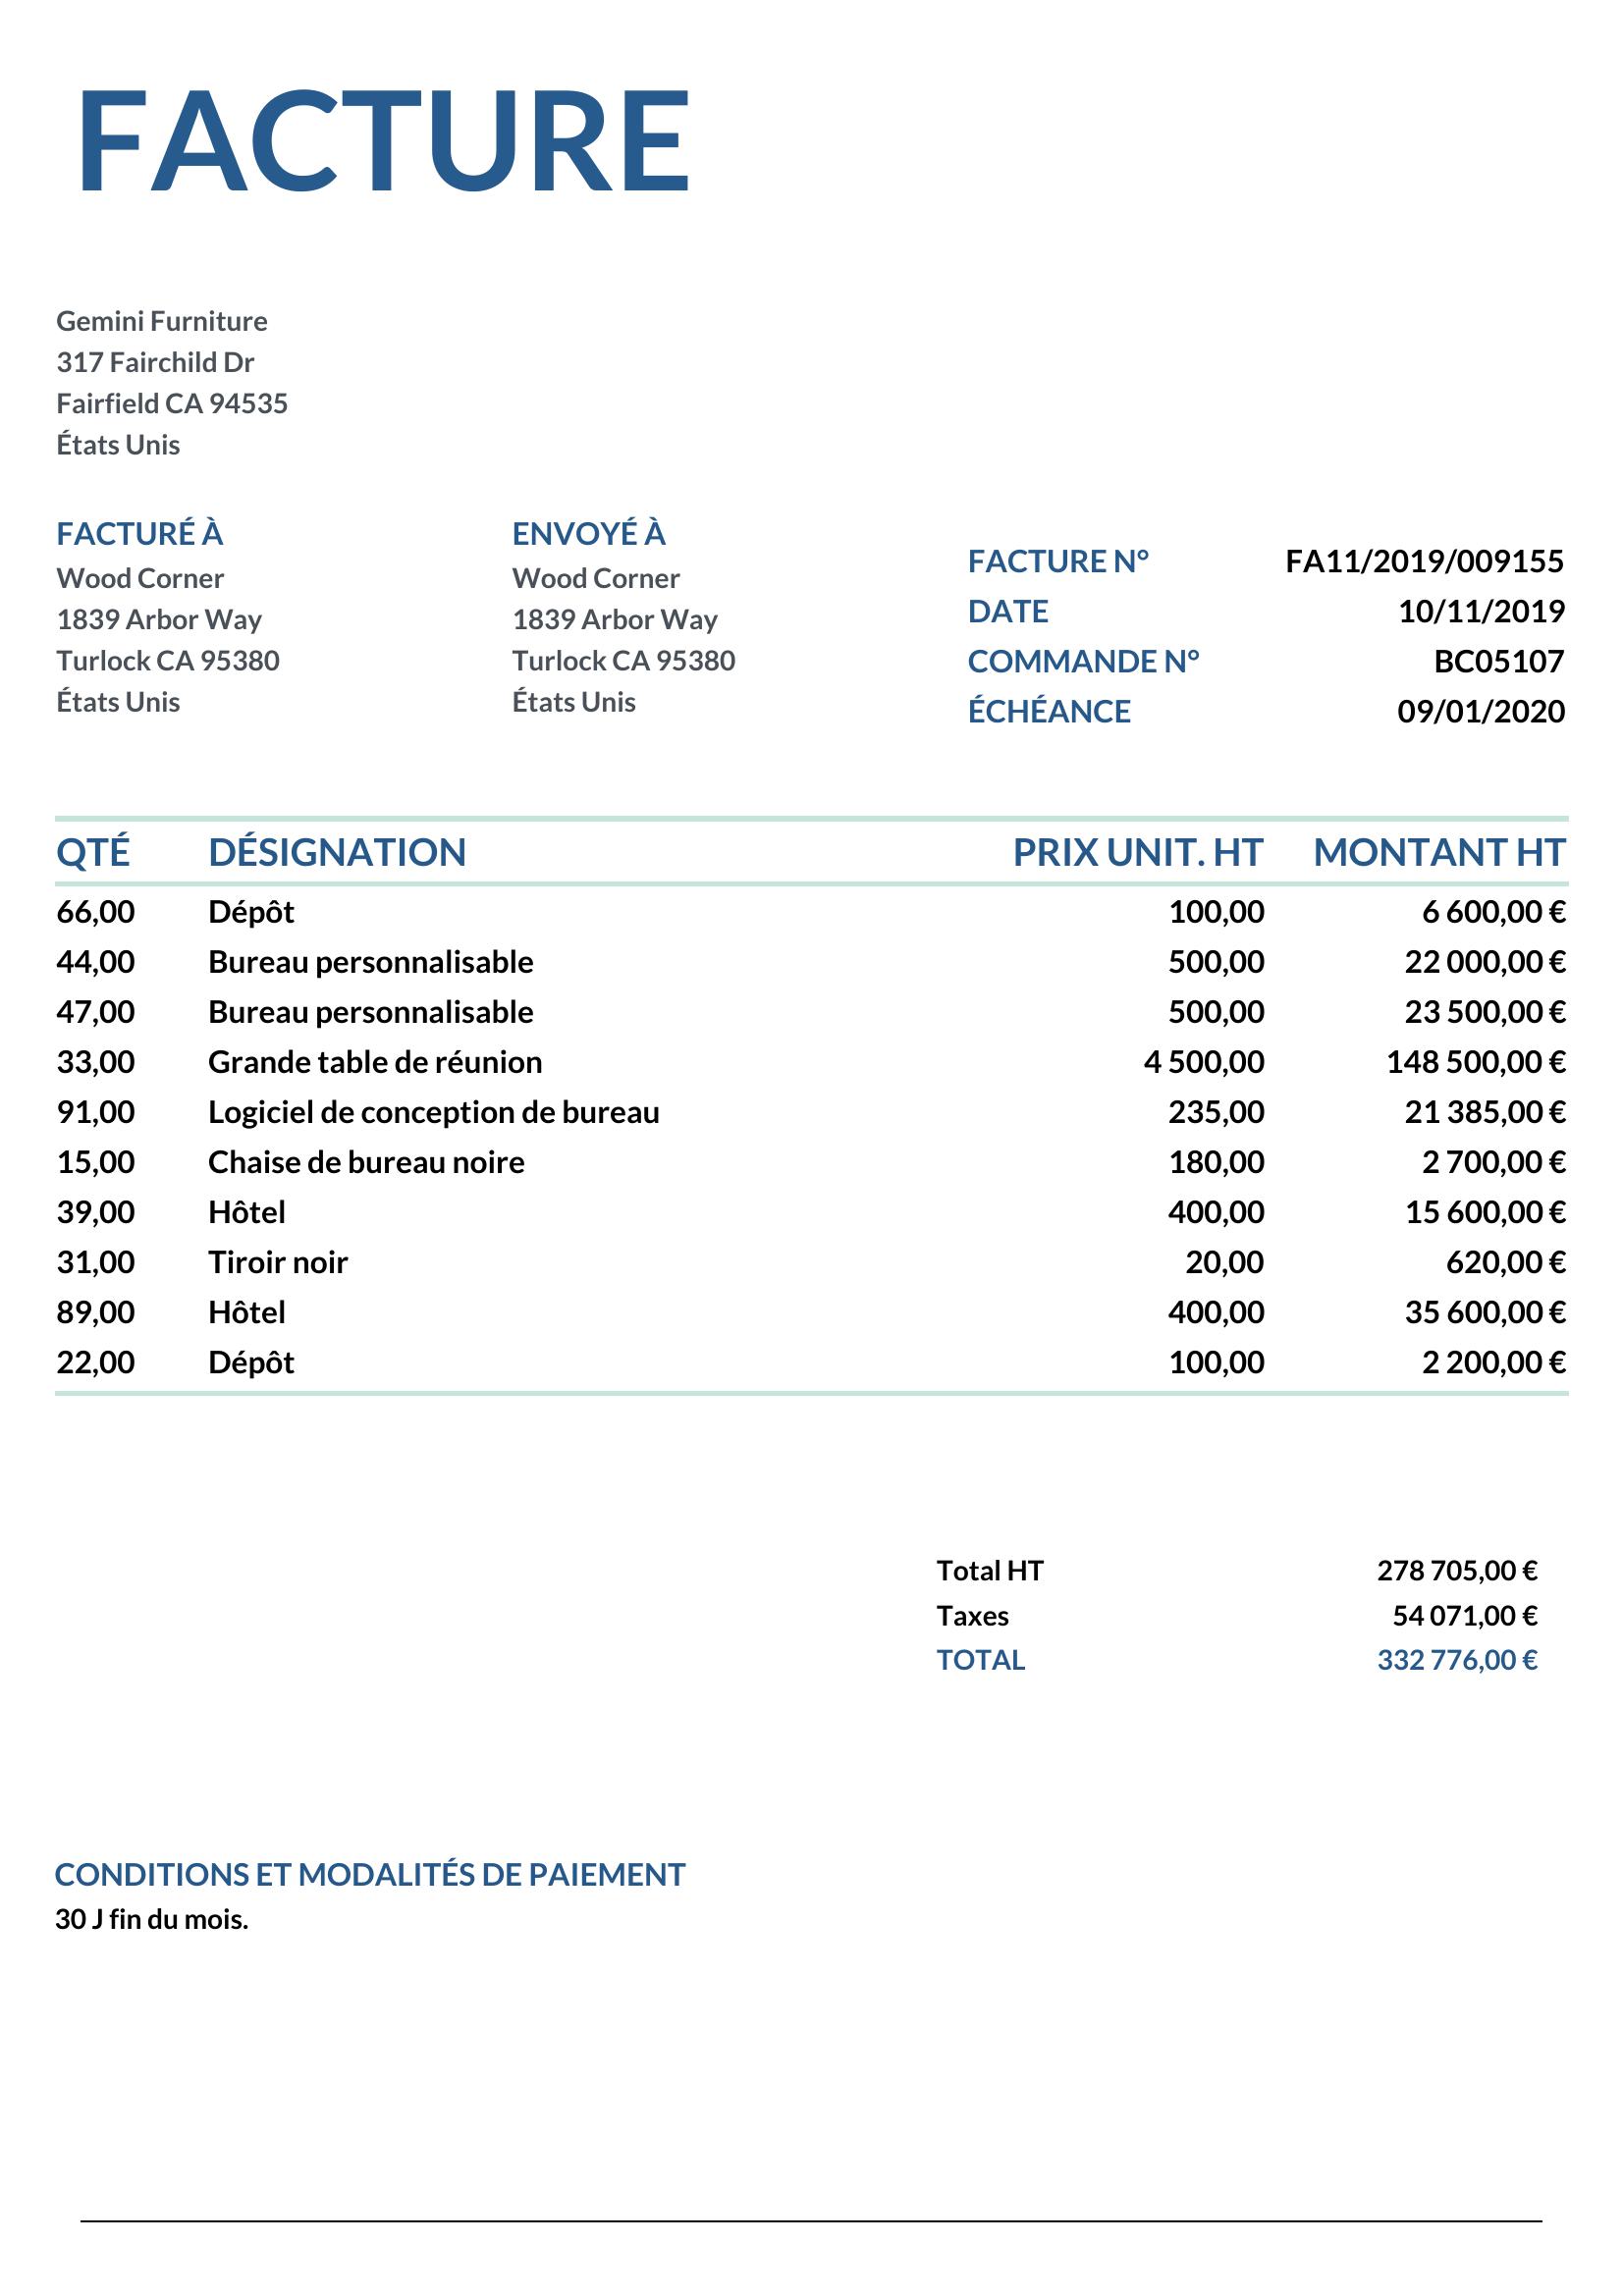 FACTURE
Gemini Furniture
317 Fairchild Dr
Fairfield CA 94535
États Unis
FACTURÉ À
Wood Corner
1839 Arbor Way
Turlock CA 95380
États Unis
ENVOYÉ À
Wood Corner
1839 Arbor Way
Turlock CA 95380
États Unis
FACTURE N° FA11/2019/009155
DATE 10/11/2019
COMMANDE N° BC05107
ÉCHÉANCE 09/01/2020
QTÉ DÉSIGNATION PRIX UNIT. HT MONTANT HT
66,00 Dépôt 100,00 6 600,00 €
44,00 Bureau personnalisable 500,00 22 000,00 €
47,00 Bureau personnalisable 500,00 23 500,00 €
33,00 Grande table de réunion 4 500,00 148 500,00 €
91,00 Logiciel de conception de bureau 235,00 21 385,00 €
15,00 Chaise de bureau noire 180,00 2 700,00 €
39,00 Hôtel 400,00 15 600,00 €
31,00 Tiroir noir 20,00 620,00 €
89,00 Hôtel 400,00 35 600,00 €
22,00 Dépôt 100,00 2 200,00 €
Total HT 278 705,00 €
Taxes 54 071,00 €
TOTAL 332 776,00 €
CONDITIONS ET MODALITÉS DE PAIEMENT
30 J fin du mois.